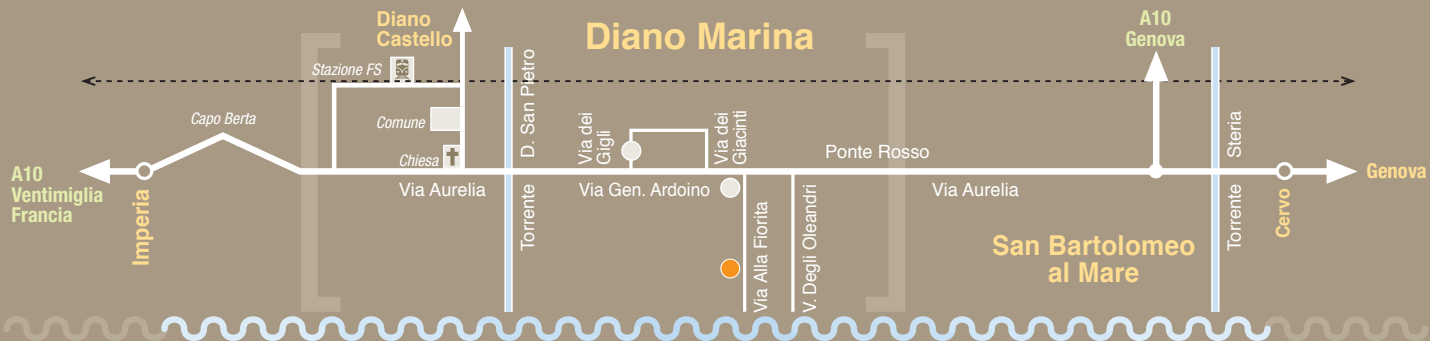 Diano
Castello
Diano Marina
A10
Genova
Stazione FS
Capo Berta
Comune
Chiesa
D. San Pietro
Torrente
Via dei
Gigli
Via dei
Giacinti
Ponte Rosso
Steria
Torrente
A10
Ventimiglia
Francia
Imperia
Via Aurelia
Via Gen. Ardoino
Via Alla Fiorita
V. Degli Oleandri
Via Aurelia
San Bartolomeo
al Mare
Cervo
Genova